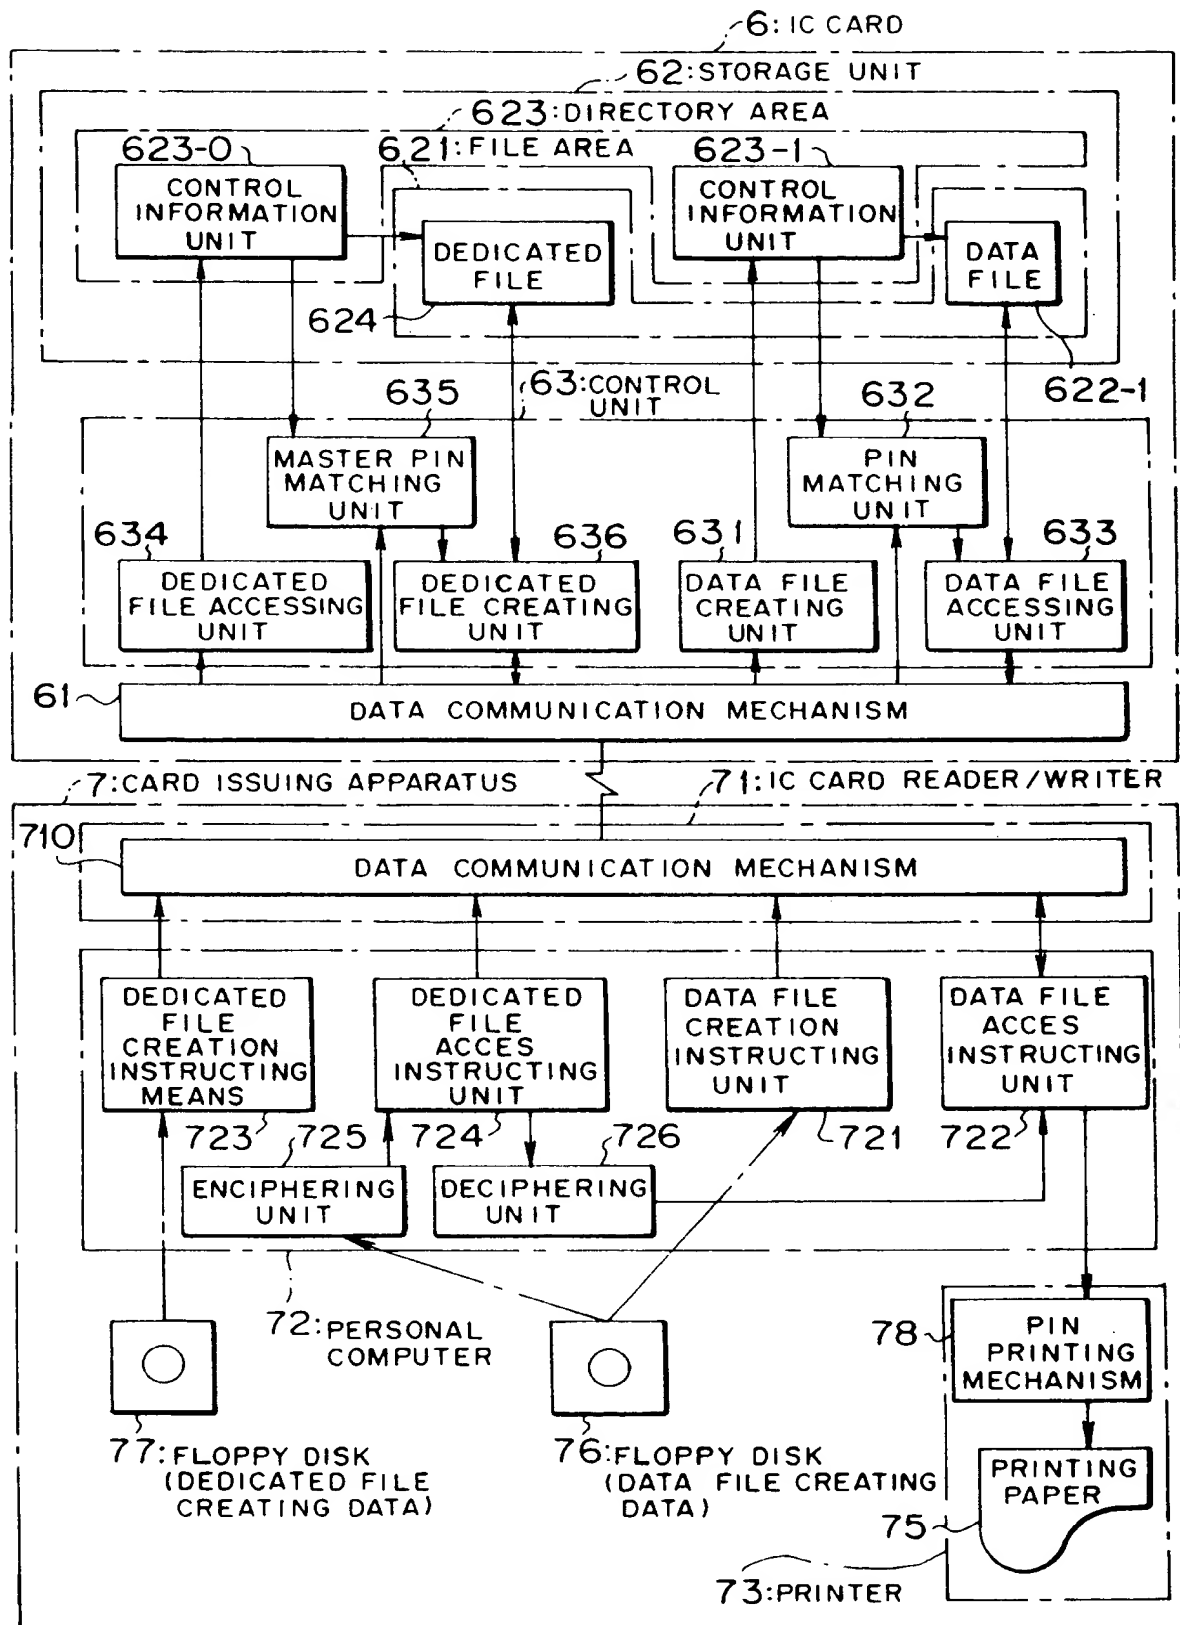 6: IC CARD
62: STORAGE UNIT
623: DIRECTORY AREA
623-0
621: FILE AREA
623-1
CONTROL
INFORMATION
UNIT
DEDICATED
FILE
CONTROL
INFORMATION
UNIT
DATA
FILE
624
622-1
63: CONTROL
UNIT
635
632
MASTER PIN
MATCHING
UNIT
PIN
MATCHING
UNIT
634
636
631
633
DEDICATED
FILE ACCESSING
UNIT
DEDICATED
FILE CREATING
UNIT
DATA FILE
CREATING
UNIT
DATA FILE
ACCESSING
UNIT
61
DATA COMMUNICATION MECHANISM
7: CARD ISSUING APPARATUS
71: IC CARD READER/WRITER
710
DATA COMMUNICATION MECHANISM
DEDICATED
FILE
CREATION
INSTRUCTING
MEANS
DEDICATED
FILE
ACCES
INSTRUCTING
UNIT
DATA FILE
CREATION
INSTRUCTING
UNIT
DATA FILE
ACCES
INSTRUCTING
UNIT
723
725
724
726
721
722
ENCIPHERING
UNIT
DECIPHERING
UNIT
72: PERSONAL
COMPUTER
78
PIN
PRINTING
MECHANISM
77: FLOPPY DISK
(DEDICATED FILE
CREATING DATA)
76: FLOPPY DISK
(DATA FILE CREATING
DATA)
PRINTING
PAPER
75
73: PRINTER